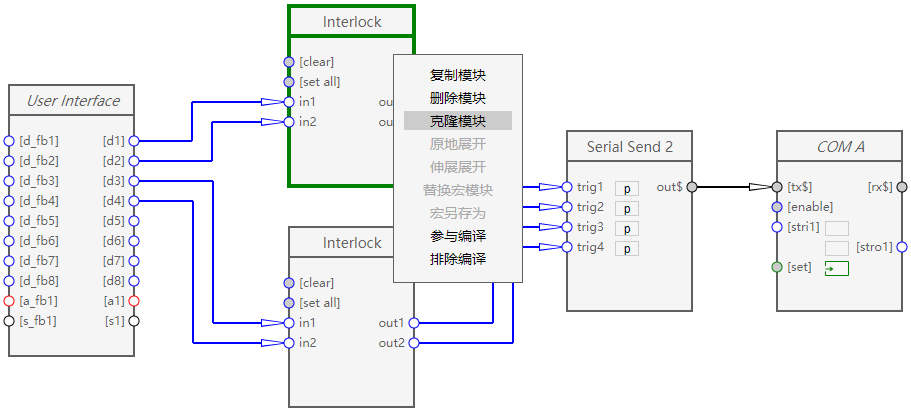 Interlock
[clear]
[set all]
in1 ou
in2 ou
User Interface
[d_fb1] [d1]
[d_fb2] [d2]
[d_fb3] [d3]
[d_fb4] [d4]
[d_fb5] [d5]
[d_fb6] [d6]
[d_fb7] [d7]
[d_fb8] [d8]
[a_fb1] [a1]
[s_fb1] [s1]
Interlock
[clear]
[set all]
in1 out1
in2 out2
复制模块
删除模块
克隆模块
原地展开
伸展展开
替换宏模块
宏另存为
参与编译
排除编译
Serial Send 2
trig1 p out$
trig2 p
trig3 p
trig4 p
COM A
[tx$] [rx$]
[enable]
[stri1]
[stro1]
[set]